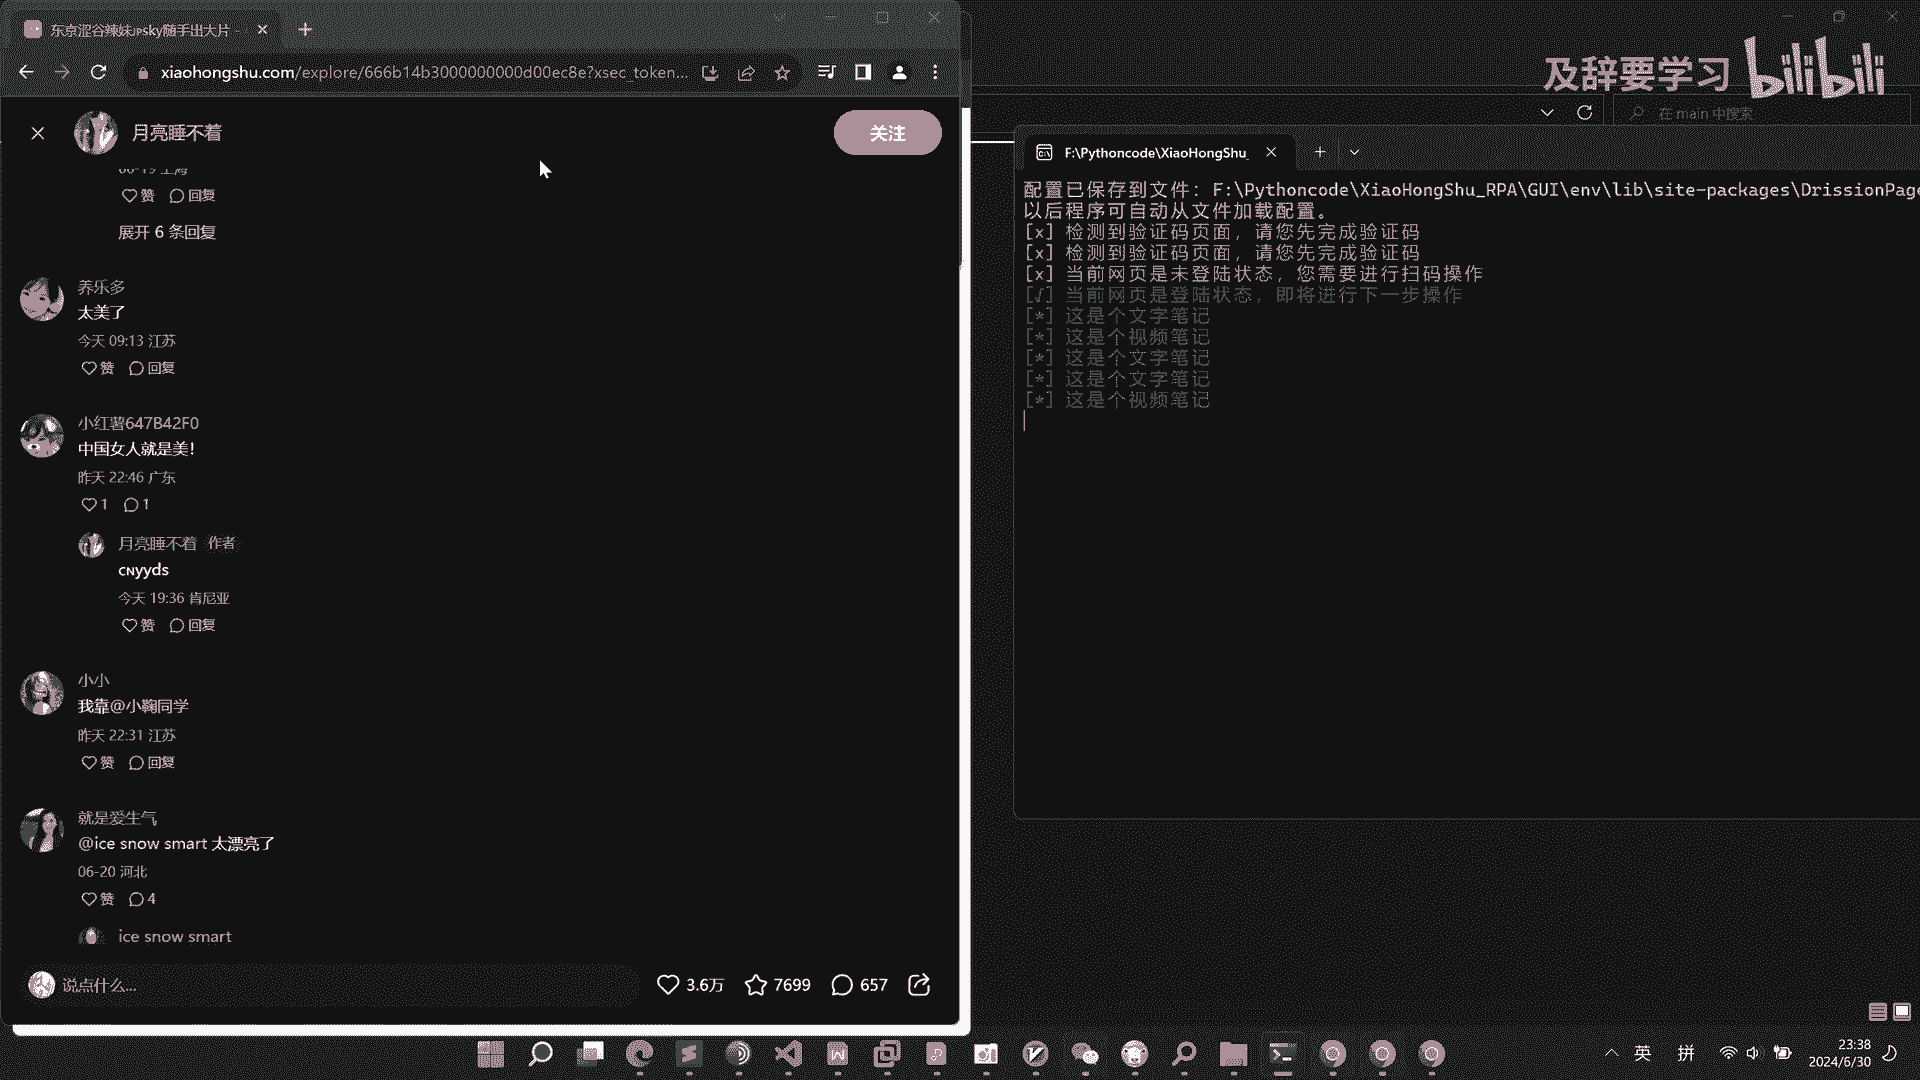 东京涩谷辣妹JPsky随手出大片 -
xiaohongshu.com/explore/666b14b3000000000d00ec8e?xsec_token...
月亮睡不着
关注
赞 回复
展开 6 条回复
养乐多
太美了
今天 09:13 江苏
赞 回复
小红薯647B42F0
中国女人就是美！
昨天 22:46 广东
1 1
月亮睡不着 作者
CNyyds
今天 19:36 肯尼亚
赞 回复
小小
我靠@小鞠同学
昨天 22:31 江苏
赞 回复
就是爱生气
@ice snow smart 太漂亮了
06-20 河北
赞 4
ice snow smart
说点什么...
3.6万 7699 657
及辞要学习 bilibili
在 main 中搜索
F:\Pythoncode\XiaoHongShu_
配置已保存到文件：F:\Pythoncode\XiaoHongShu_RPA\GUI\env\lib\site-packages\DrissionPage
以后程序可自动从文件加载配置。
[x] 检测到验证码页面，请您先完成验证码
[x] 检测到验证码页面，请您先完成验证码
[x] 当前网页是未登陆状态，您需要进行扫码操作
[√] 当前网页是登陆状态，即将进行下一步操作
[*] 这是个文字笔记
[*] 这是个视频笔记
[*] 这是个文字笔记
[*] 这是个文字笔记
[*] 这是个视频笔记
英 拼
23:38
2024/6/30